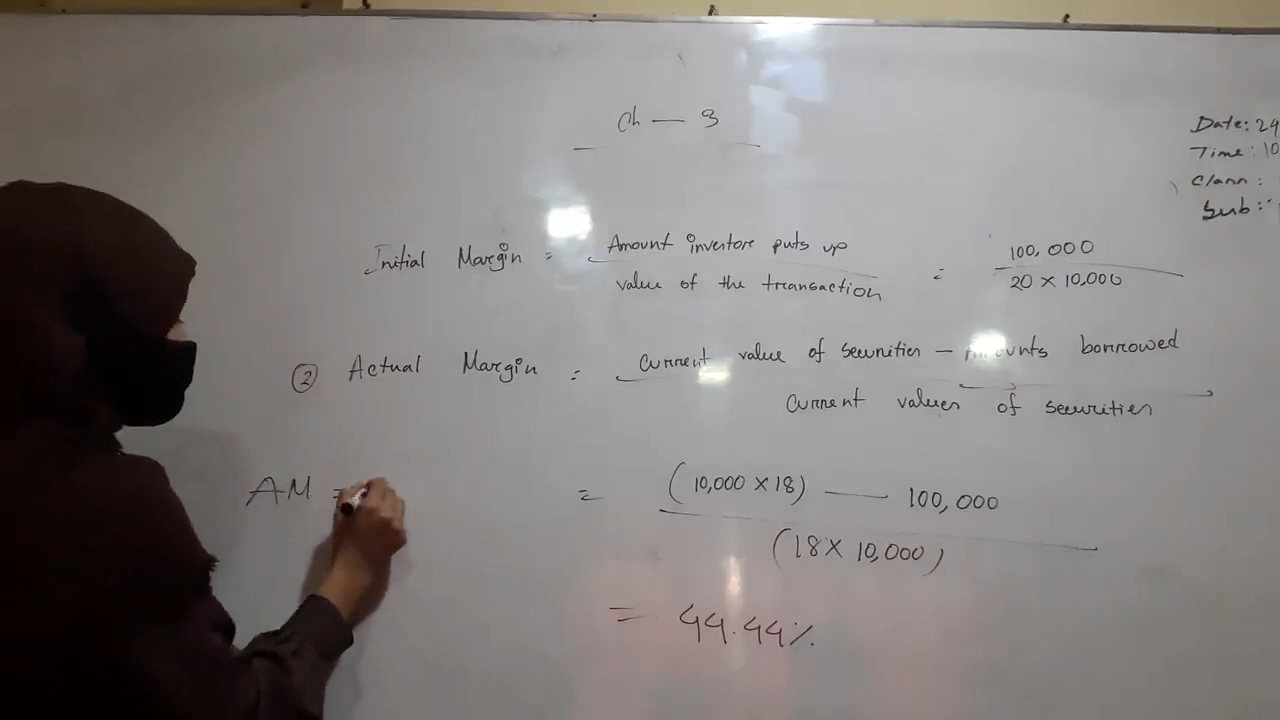 Ch — 3
Date: 24
Time: 10
Class:
Sub:
Initial Margin = Amount investore puts up / value of the transaction = 100,000 / 20 × 10,000
② Actual Margin = Current value of securities — Amounts borrowed / Current values of securities
AM = = (10,000 × 18) — 100,000 / (18 × 10,000)
= 44.44%